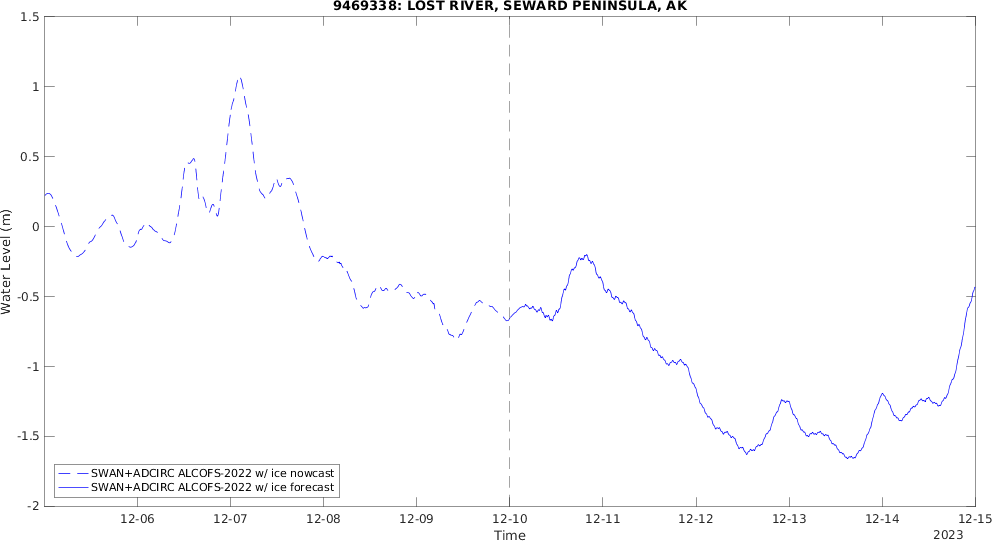 9469338: LOST RIVER, SEWARD PENINSULA, AK
1.5
1
0.5
0
-0.5
-1
-1.5
-2
Water Level (m)
SWAN+ADCIRC ALCOFS-2022 w/ ice nowcast
SWAN+ADCIRC ALCOFS-2022 w/ ice forecast
12-06 12-07 12-08 12-09 12-10 12-11 12-12 12-13 12-14 12-15
Time
2023